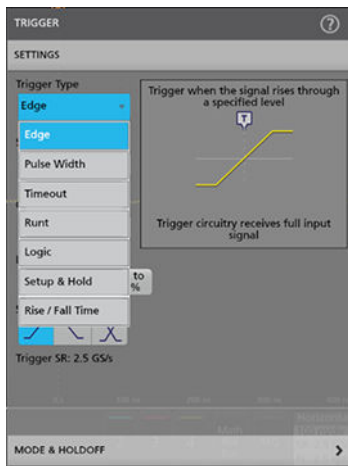 TRIGGER
?
SETTINGS
Trigger Type
Edge
Edge
Pulse Width
Timeout
Runt
Logic
Setup & Hold
Rise / Fall Time
to
%
Trigger when the signal rises through
a specified level
T
Trigger circuitry receives full input
signal
Trigger SR: 2.5 GS/s
Math
MODE & HOLDOFF